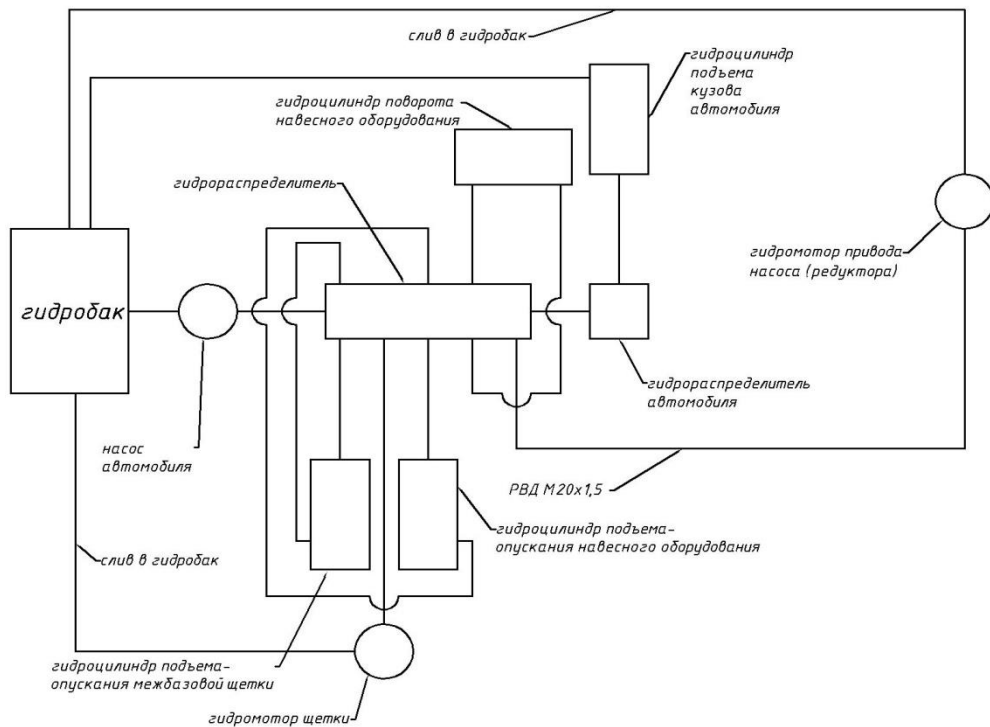 слив в гидробак
гидроцилиндр
подъема
кузова
автомобиля
гидроцилиндр поворота
навесного оборудования
гидрораспределитель
гидромотор привода
насоса (редуктора)
гидробак
гидрораспределитель
автомобиля
насос
автомобиля
РВД М20х1,5
гидроцилиндр подъема-
опускания навесного оборудования
слив в гидробак
гидроцилиндр подъема-
опускания межбазовой щетки
гидромотор щетки